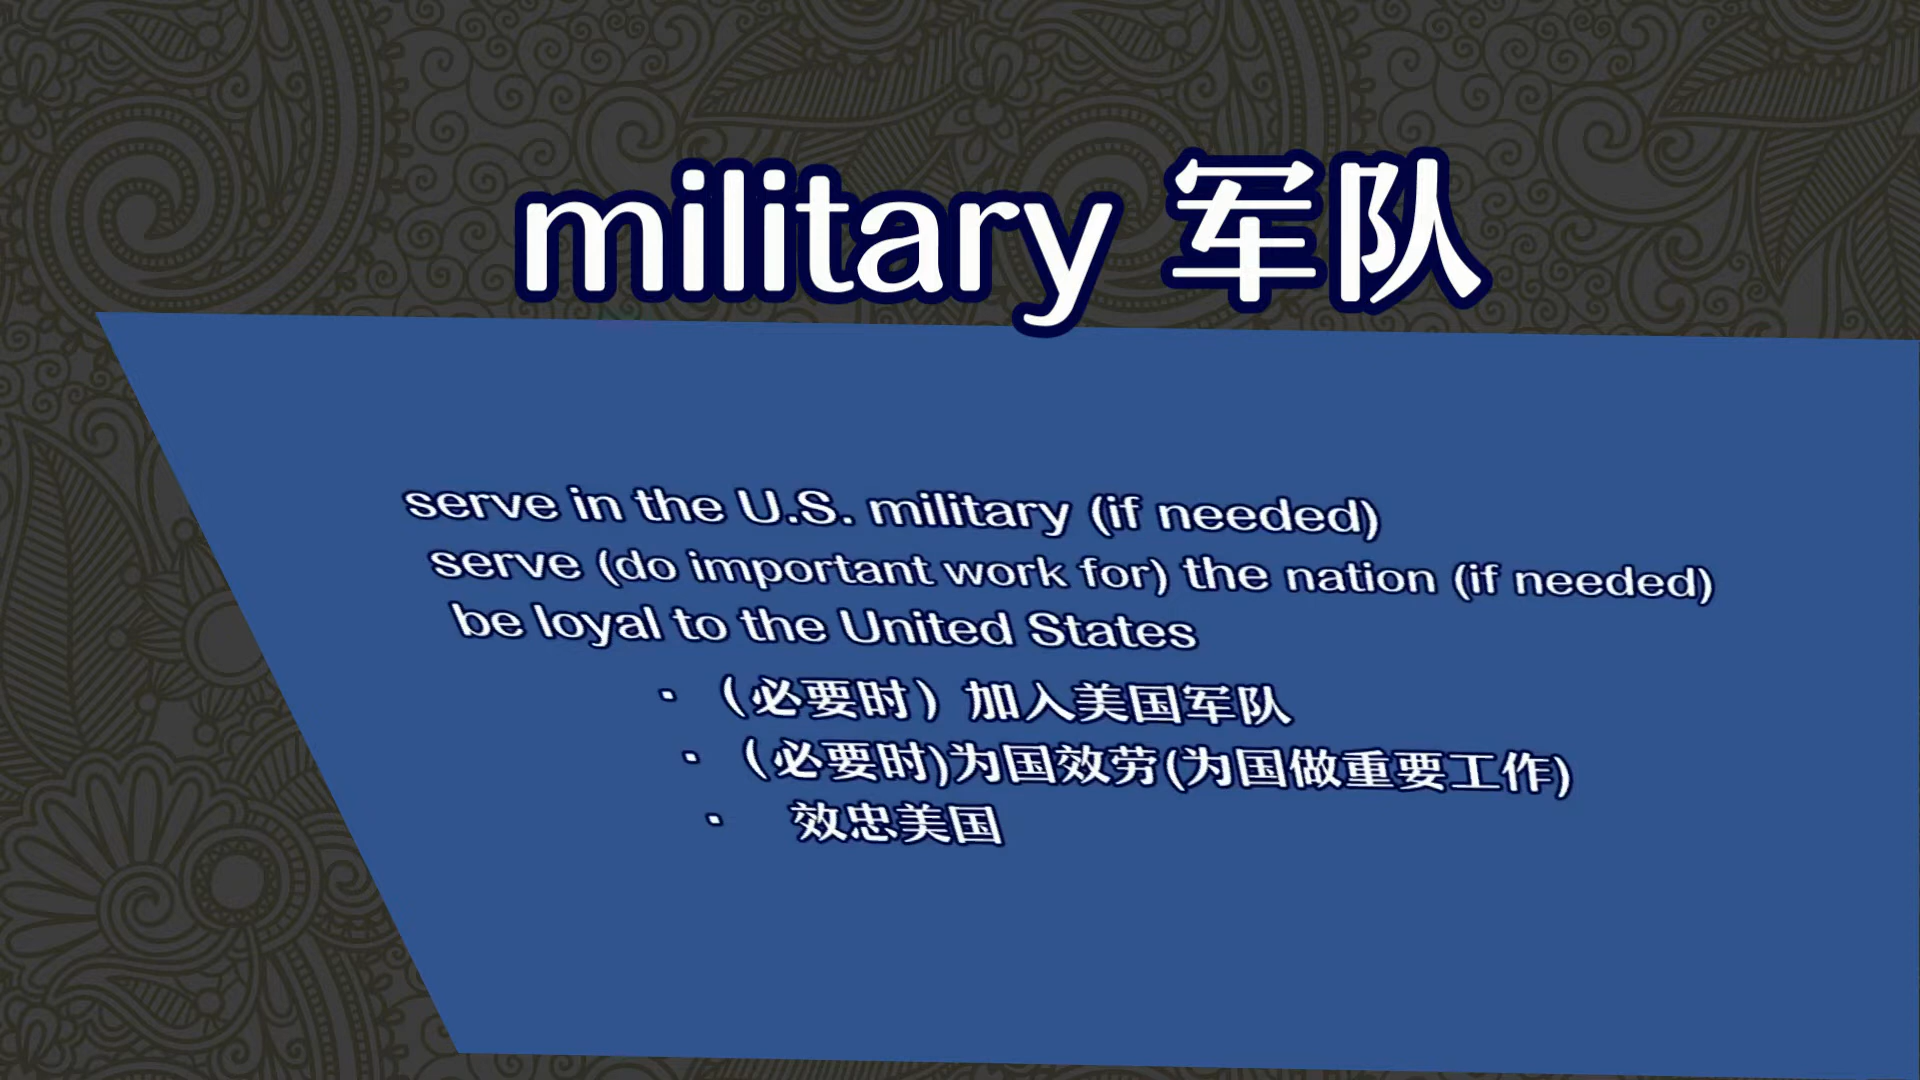 military 军队
serve in the U.S. military (if needed)
serve (do important work for) the nation (if needed)
be loyal to the United States
· （必要时）加入美国军队
· （必要时)为国效劳(为国做重要工作)
· 效忠美国